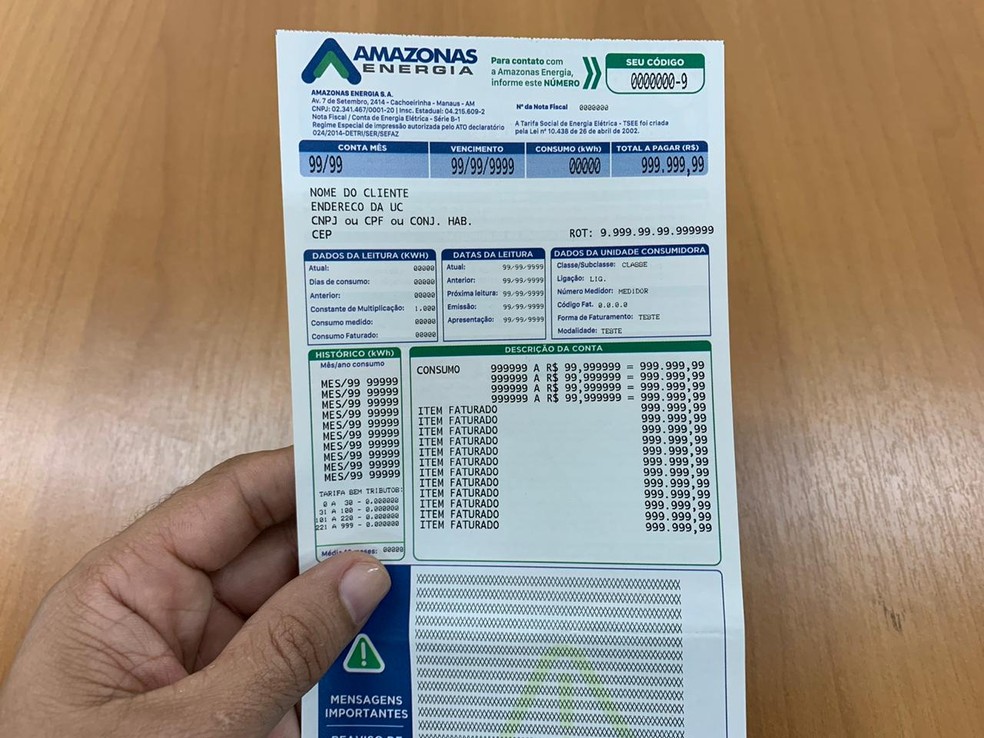 AMAZONAS
ENERGIA
Para contato com
a Amazonas Energia,
informe este NÚMERO
SEU CÓDIGO
0000000-9
AMAZONAS ENERGIA S.A.
Av. 7 de Setembro, 2414 - Cachoeirinha - Manaus - AM
CNPJ: 02.341.467/0001-20 | Insc. Estadual: 04.215.609-2
Nota Fiscal / Conta de Energia Elétrica - Série B-1
Regime Especial de impressão autorizada pelo ATO declaratório
024/2014-DETRI/SER/SEFAZ
Nº da Nota Fiscal 0000000
A Tarifa Social de Energia Elétrica - TSEE foi criada
pela Lei nº 10.438 de 26 de abril de 2002.
CONTA MÊS VENCIMENTO CONSUMO (kWh) TOTAL A PAGAR (R$)
99/99 99/99/9999 00000 999.999,99
NOME DO CLIENTE
ENDERECO DA UC
CNPJ ou CPF ou CONJ. HAB.
CEP ROT: 9.999.99.99.999999
DADOS DA LEITURA (KWH)
Atual: 00000
Dias de consumo: 00000
Anterior: 00000
Constante de Multiplicação: 1.000
Consumo medido: 00000
Consumo Faturado: 00000
DATAS DA LEITURA
Atual: 99/99/9999
Anterior: 99/99/9999
Próxima leitura: 99/99/9999
Emissão: 99/99/9999
Apresentação: 99/99/9999
DADOS DA UNIDADE CONSUMIDORA
Classe/Subclasse: CLASSE
Ligação: LIG.
Número Medidor: MEDIDOR
Código Fat. 0.0.0.0
Forma de Faturamento: TESTE
Modalidade: TESTE
HISTÓRICO (kWh)
Mês/ano consumo
MES/99 99999
MES/99 99999
MES/99 99999
MES/99 99999
MES/99 99999
MES/99 99999
MES/99 99999
MES/99 99999
MES/99 99999
MES/99 99999
TARIFA SEM TRIBUTOS:
0 A 30 - 0.000000
31 A 100 - 0.000000
101 A 220 - 0.000000
221 A 999 - 0.000000
00000
DESCRIÇÃO DA CONTA
CONSUMO 999999 A R$ 99,999999 = 999.999,99
999999 A R$ 99,999999 = 999.999,99
999999 A R$ 99,999999 = 999.999,99
999999 A R$ 99,999999 = 999.999,99
ITEM FATURADO 999.999,99
ITEM FATURADO 999.999,99
ITEM FATURADO 999.999,99
ITEM FATURADO 999.999,99
ITEM FATURADO 999.999,99
ITEM FATURADO 999.999,99
ITEM FATURADO 999.999,99
ITEM FATURADO 999.999,99
ITEM FATURADO 999.999,99
ITEM FATURADO 999.999,99
ITEM FATURADO 999.999,99
ITEM FATURADO 999.999,99
MENSAGENS
IMPORTANTES